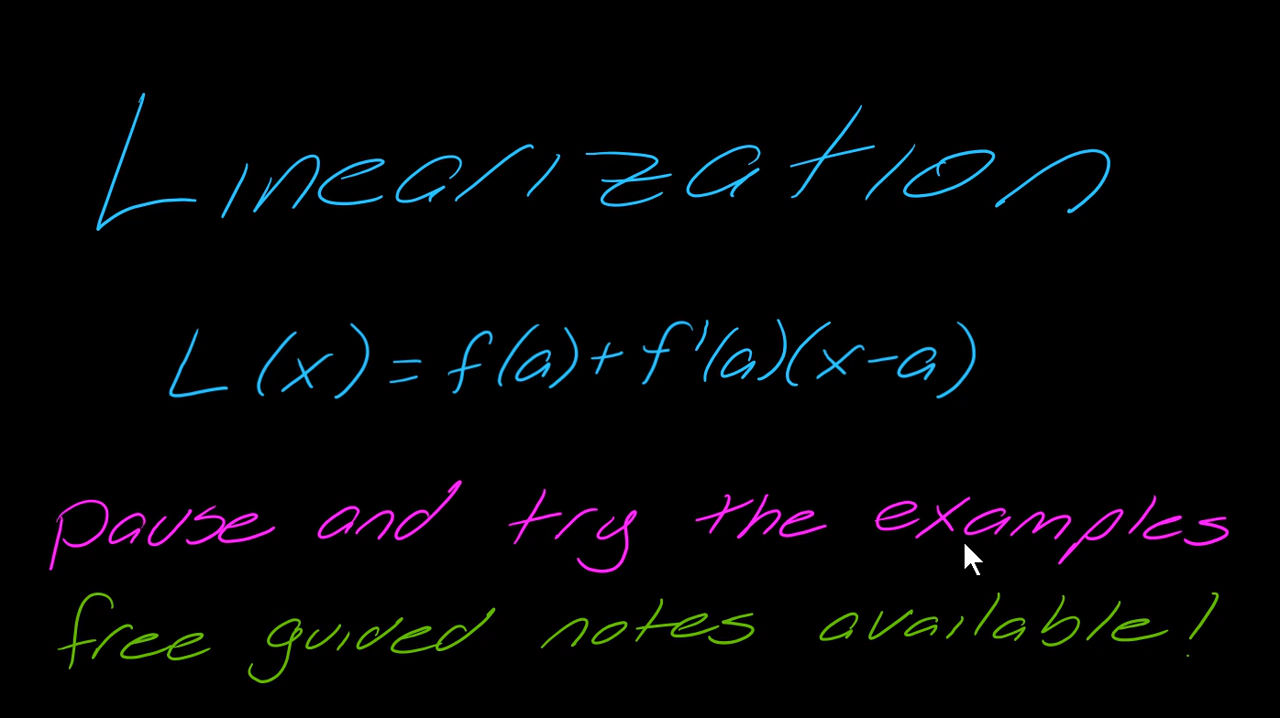 Linearization
L(x) = f(a) + f'(a)(x-a)
pause and try the examples
free guided notes available!